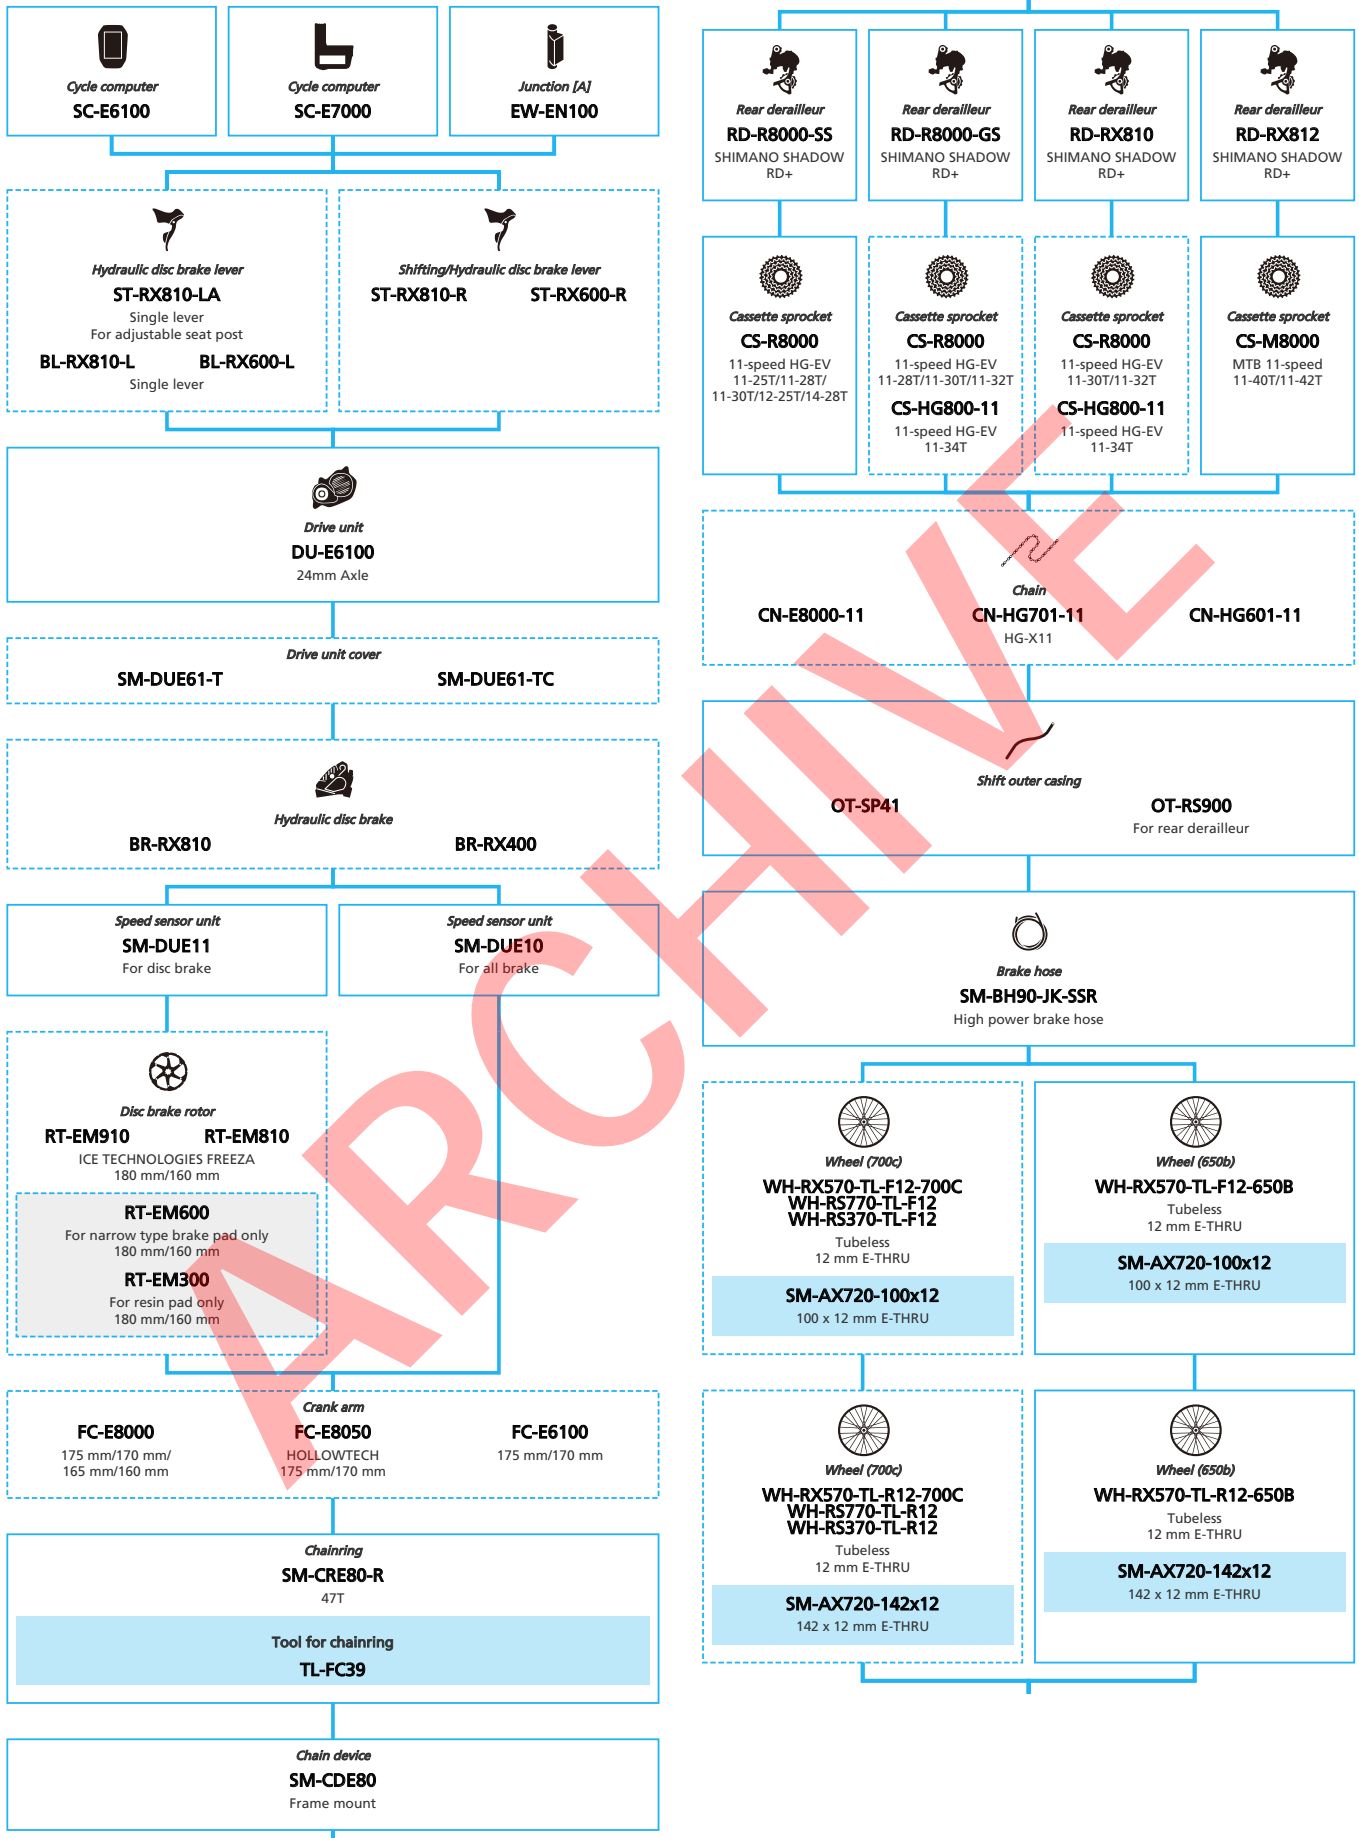 Cycle computer
SC-E6100
Cycle computer
SC-E7000
Junction [A]
EW-EN100
Hydraulic disc brake lever
ST-RX810-LA
Single lever
For adjustable seat post
BL-RX810-L BL-RX600-L
Single lever
Shifting/Hydraulic disc brake lever
ST-RX810-R ST-RX600-R
Drive unit
DU-E6100
24mm Axle
Drive unit cover
SM-DUE61-T SM-DUE61-TC
Hydraulic disc brake
BR-RX810 BR-RX400
Speed sensor unit
SM-DUE11
For disc brake
Speed sensor unit
SM-DUE10
For all brake
Disc brake rotor
RT-EM910 RT-EM810
ICE TECHNOLOGIES FREEZA
180 mm/160 mm
RT-EM600
For narrow type brake pad only
180 mm/160 mm
RT-EM300
For resin pad only
180 mm/160 mm
Crank arm
FC-E8000
175 mm/170 mm/
165 mm/160 mm
FC-E8050
HOLLOWTECH
175 mm/170 mm
FC-E6100
175 mm/170 mm
Chainring
SM-CRE80-R
47T
Tool for chainring
TL-FC39
Chain device
SM-CDE80
Frame mount
Rear derailleur
RD-R8000-SS
SHIMANO SHADOW
RD+
Rear derailleur
RD-R8000-GS
SHIMANO SHADOW
RD+
Rear derailleur
RD-RX810
SHIMANO SHADOW
RD+
Rear derailleur
RD-RX812
SHIMANO SHADOW
RD+
Cassette sprocket
CS-R8000
11-speed HG-EV
11-25T/11-28T/
11-30T/12-25T/14-28T
Cassette sprocket
CS-R8000
11-speed HG-EV
11-28T/11-30T/11-32T
CS-HG800-11
11-speed HG-EV
11-34T
Cassette sprocket
CS-R8000
11-speed HG-EV
11-30T/11-32T
CS-HG800-11
11-speed HG-EV
11-34T
Cassette sprocket
CS-M8000
MTB 11-speed
11-40T/11-42T
Chain
CN-E8000-11 CN-HG701-11 CN-HG601-11
HG-X11
Shift outer casing
OT-SP41 OT-RS900
For rear derailleur
Brake hose
SM-BH90-JK-SSR
High power brake hose
Wheel (700c)
WH-RX570-TL-F12-700C
WH-RS770-TL-F12
WH-RS370-TL-F12
Tubeless
12 mm E-THRU
SM-AX720-100x12
100 x 12 mm E-THRU
Wheel (650b)
WH-RX570-TL-F12-650B
Tubeless
12 mm E-THRU
SM-AX720-100x12
100 x 12 mm E-THRU
Wheel (700c)
WH-RX570-TL-R12-700C
WH-RS770-TL-R12
WH-RS370-TL-R12
Tubeless
12 mm E-THRU
SM-AX720-142x12
142 x 12 mm E-THRU
Wheel (650b)
WH-RX570-TL-R12-650B
Tubeless
12 mm E-THRU
SM-AX720-142x12
142 x 12 mm E-THRU
ARCHIVE